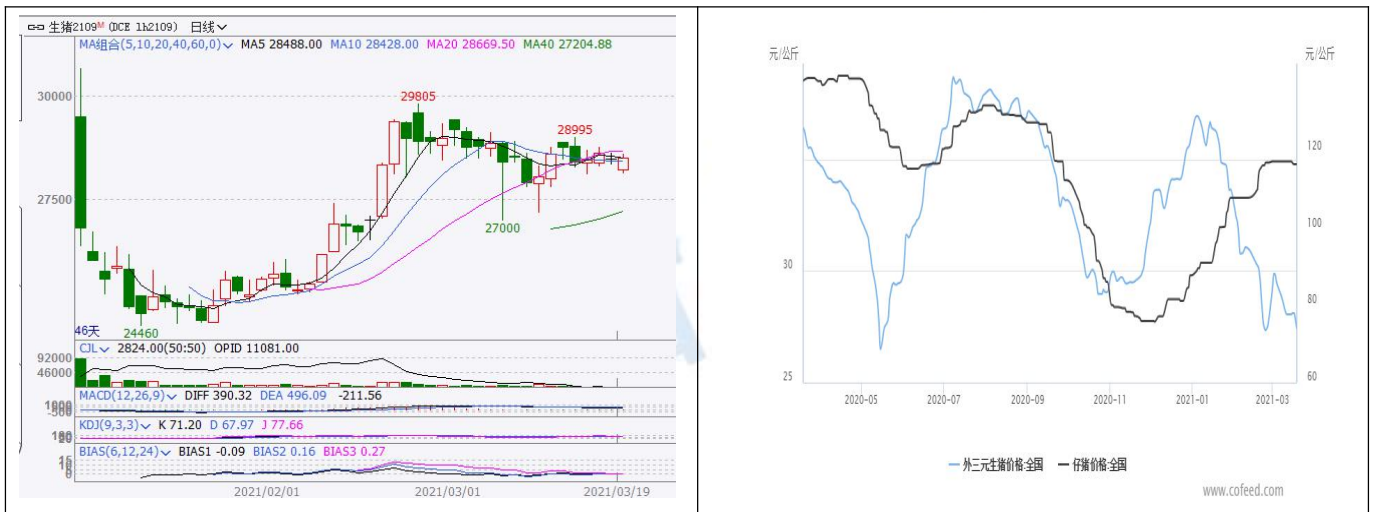 生猪2109M (DCE lh2109) 日线
MA组合(5,10,20,40,60,0) MA5 28488.00 MA10 28428.00 MA20 28669.50 MA40 27204.88
30000
29805
28995
27500
27000
46天
24460
CJL 2824.00(50:50) OPID 11081.00
92000
46000
MACD(12,26,9) DIFF 390.32 DEA 496.09 -211.56
KDJ(9,3,3) K 71.20 D 67.97 J 77.66
BIAS(6,12,24) BIAS1 -0.09 BIAS2 0.16 BIAS3 0.27
2021/02/01 2021/03/01 2021/03/19
元/公斤 元/公斤
120
100
30
80
25 60
2020-05 2020-07 2020-09 2020-11 2021-01 2021-03
外三元生猪价格:全国 仔猪价格:全国
www.cofeed.com